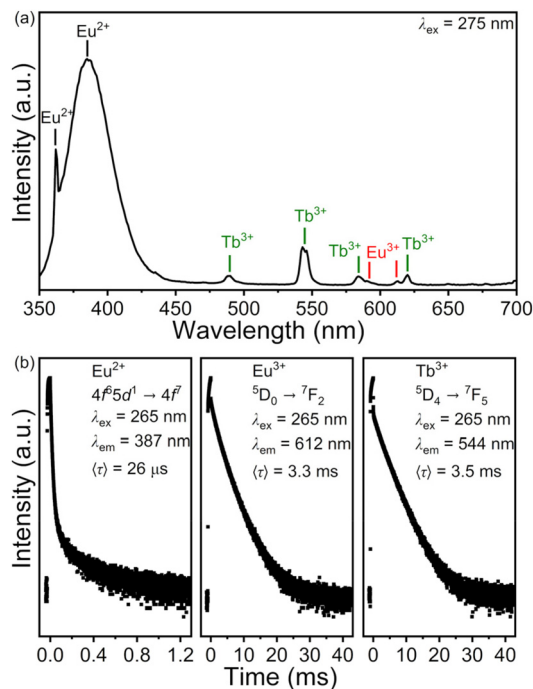 (a)
Eu²⁺
λex = 275 nm
Eu²⁺
Tb³⁺
Tb³⁺
Tb³⁺
Eu³⁺
Tb³⁺
Intensity (a.u.)
350 400 450 500 550 600 650 700
Wavelength (nm)
(b)
Eu²⁺
4f⁶5d¹ → 4f⁷
λex = 265 nm
λem = 387 nm
⟨τ⟩ = 26 μs
Eu³⁺
⁵D₀ → ⁷F₂
λex = 265 nm
λem = 612 nm
⟨τ⟩ = 3.3 ms
Tb³⁺
⁵D₄ → ⁷F₅
λex = 265 nm
λem = 544 nm
⟨τ⟩ = 3.5 ms
Intensity (a.u.)
0.0 0.4 0.8 1.2
0 10 20 30 40
0 10 20 30 40
Time (ms)